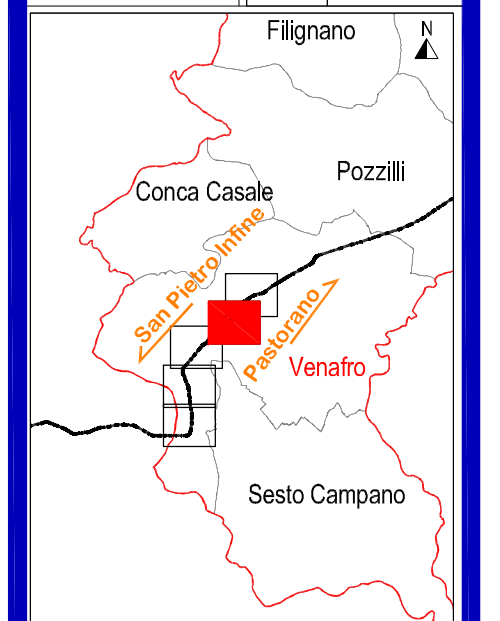 Filignano
N
Pozzilli
Conca Casale
San Pietro Infine
Pastorano
Venafro
Sesto Campano